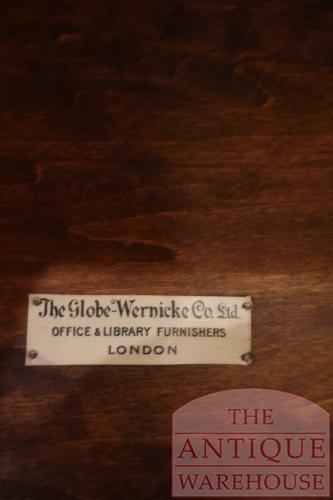 The Globe-Wernicke Co. Ltd.
OFFICE & LIBRARY FURNISHERS
LONDON
THE
ANTIQUE
WAREHOUSE